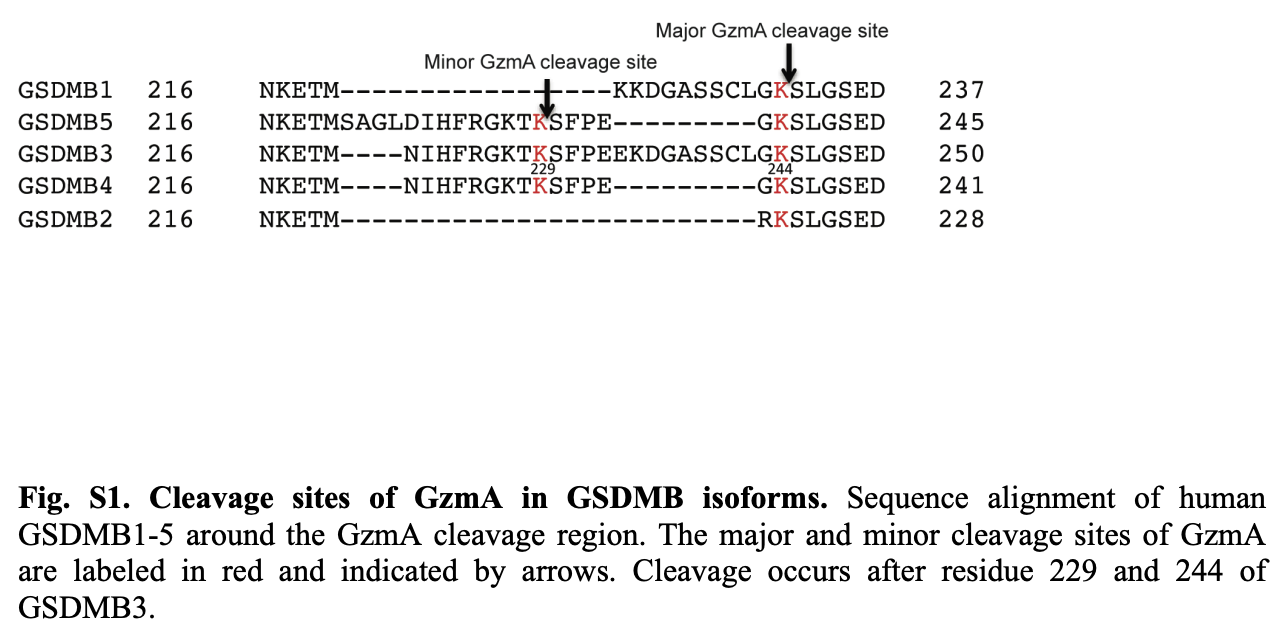 Major GzmA cleavage site
Minor GzmA cleavage site
GSDMB1 216 NKETM-----------------KKDGASSCLGKSLGSED 237
GSDMB5 216 NKETMSAGLDIHFRGKTKSFPE---------GKSLGSED 245
GSDMB3 216 NKETM----NIHFRGKTKSFPEEKDGASSCLGKSLGSED 250
229 244
GSDMB4 216 NKETM----NIHFRGKTKSFPE---------GKSLGSED 241
GSDMB2 216 NKETM--------------------------RKSLGSED 228
Fig. S1. Cleavage sites of GzmA in GSDMB isoforms. Sequence alignment of human
GSDMB1-5 around the GzmA cleavage region. The major and minor cleavage sites of GzmA
are labeled in red and indicated by arrows. Cleavage occurs after residue 229 and 244 of
GSDMB3.